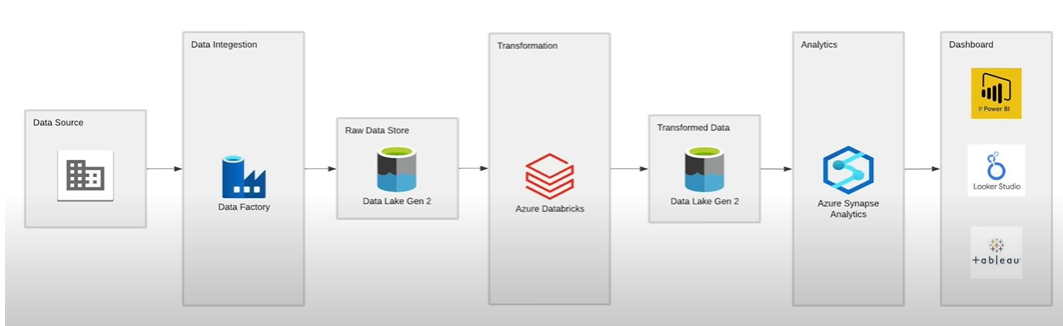 Data Source
Data Integestion
Data Factory
Raw Data Store
Data Lake Gen 2
Transformation
Azure Databricks
Transformed Data
Data Lake Gen 2
Analytics
Azure Synapse
Analytics
Dashboard
Power BI
Looker Studio
+ableau